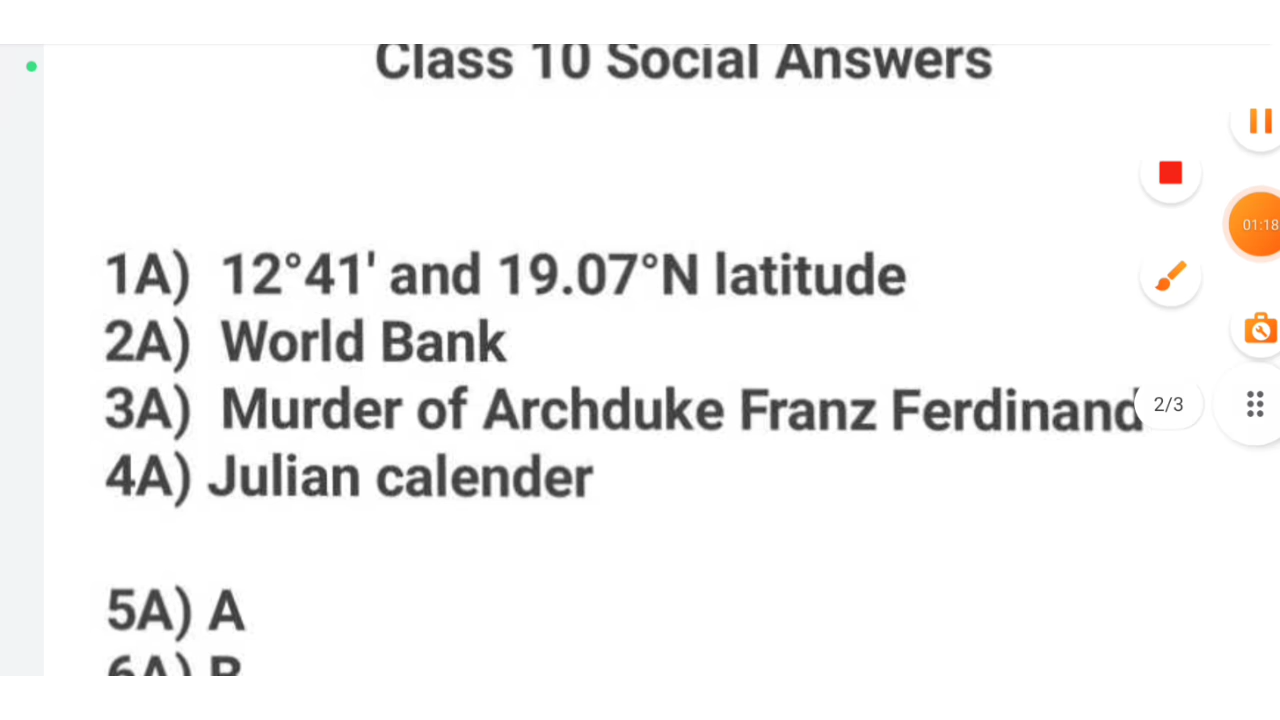 Class 10 Social Answers
1A) 12°41' and 19.07°N latitude
01:18
2A) World Bank
3A) Murder of Archduke Franz Ferdinand
2/3
4A) Julian calender
5A) A
6A) B